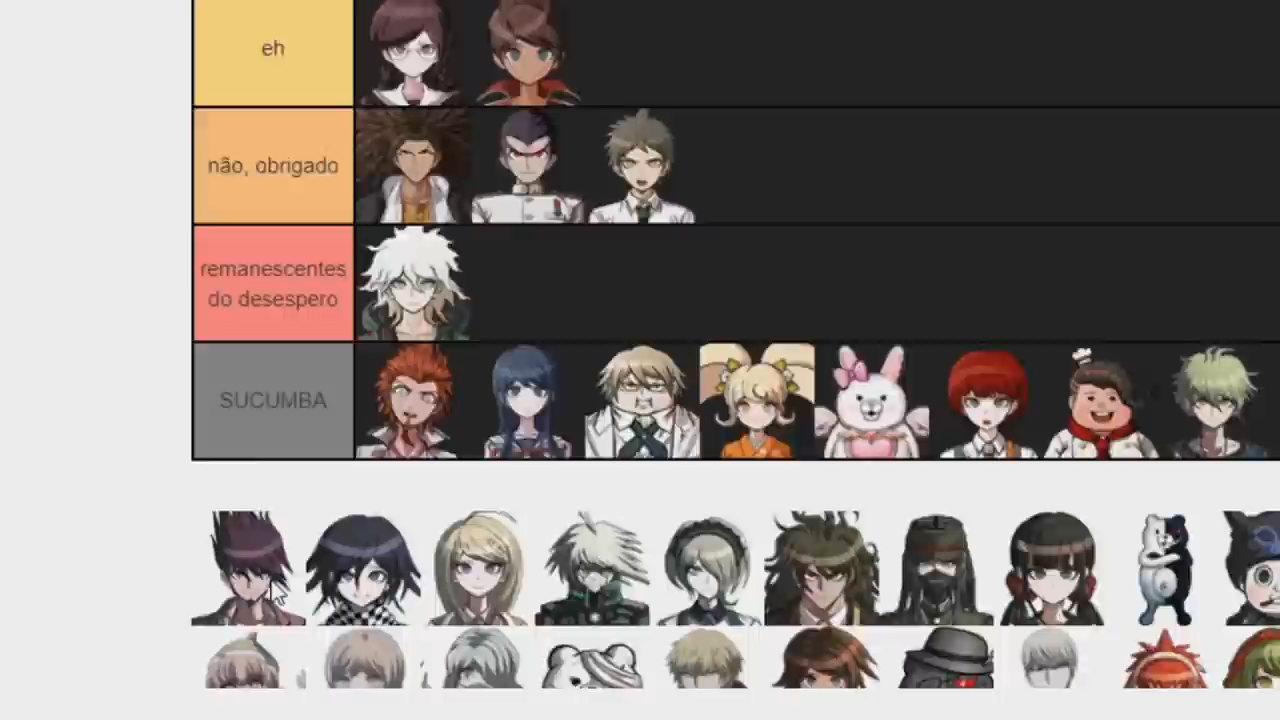 eh
não, obrigado
remanescentes
do desespero
SUCUMBA